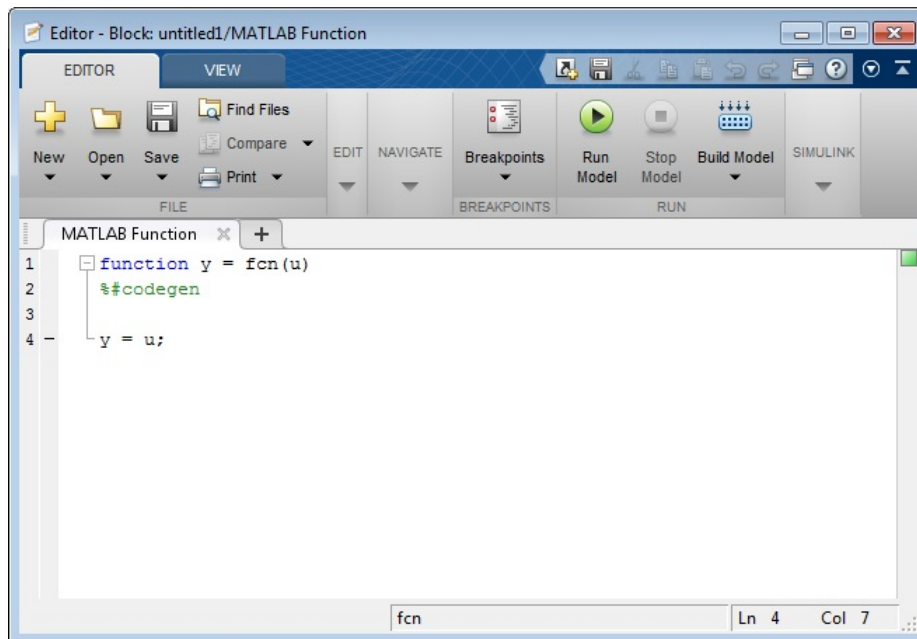 Editor - Block: untitled1/MATLAB Function
EDITOR VIEW
New Open Save Find Files Compare Print
FILE
EDIT
NAVIGATE
Breakpoints
BREAKPOINTS
Run Model Stop Model Build Model
RUN
SIMULINK
MATLAB Function
1 function y = fcn(u)
2 %#codegen
3
4 y = u;
fcn Ln 4 Col 7